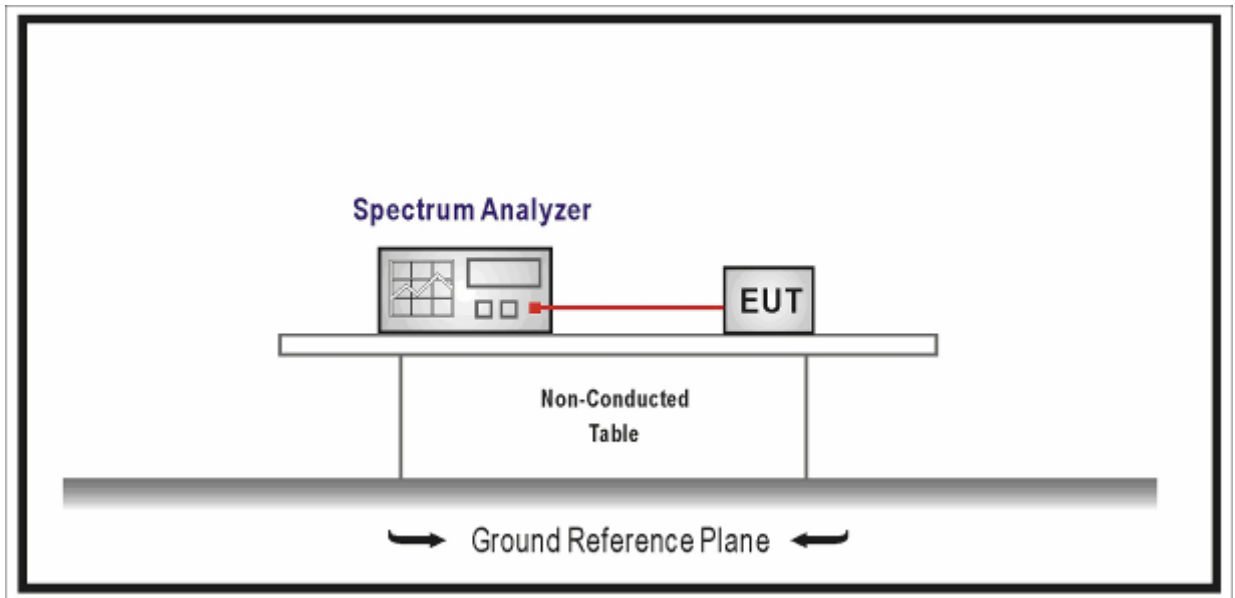 Spectrum Analyzer
EUT
Non-Conducted
Table
Ground Reference Plane